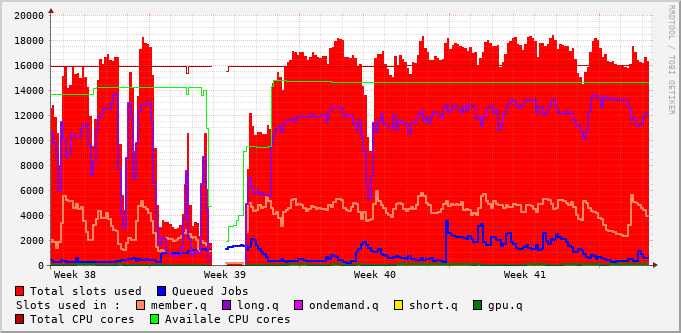 20000
18000
16000
14000
12000
10000
8000
6000
4000
2000
0
Week 38 Week 39 Week 40 Week 41
Total slots used Queued Jobs
Slots used in : member.q long.q ondemand.q short.q gpu.q
Total CPU cores Availale CPU cores
RRDTOOL / TOBI OETIKER